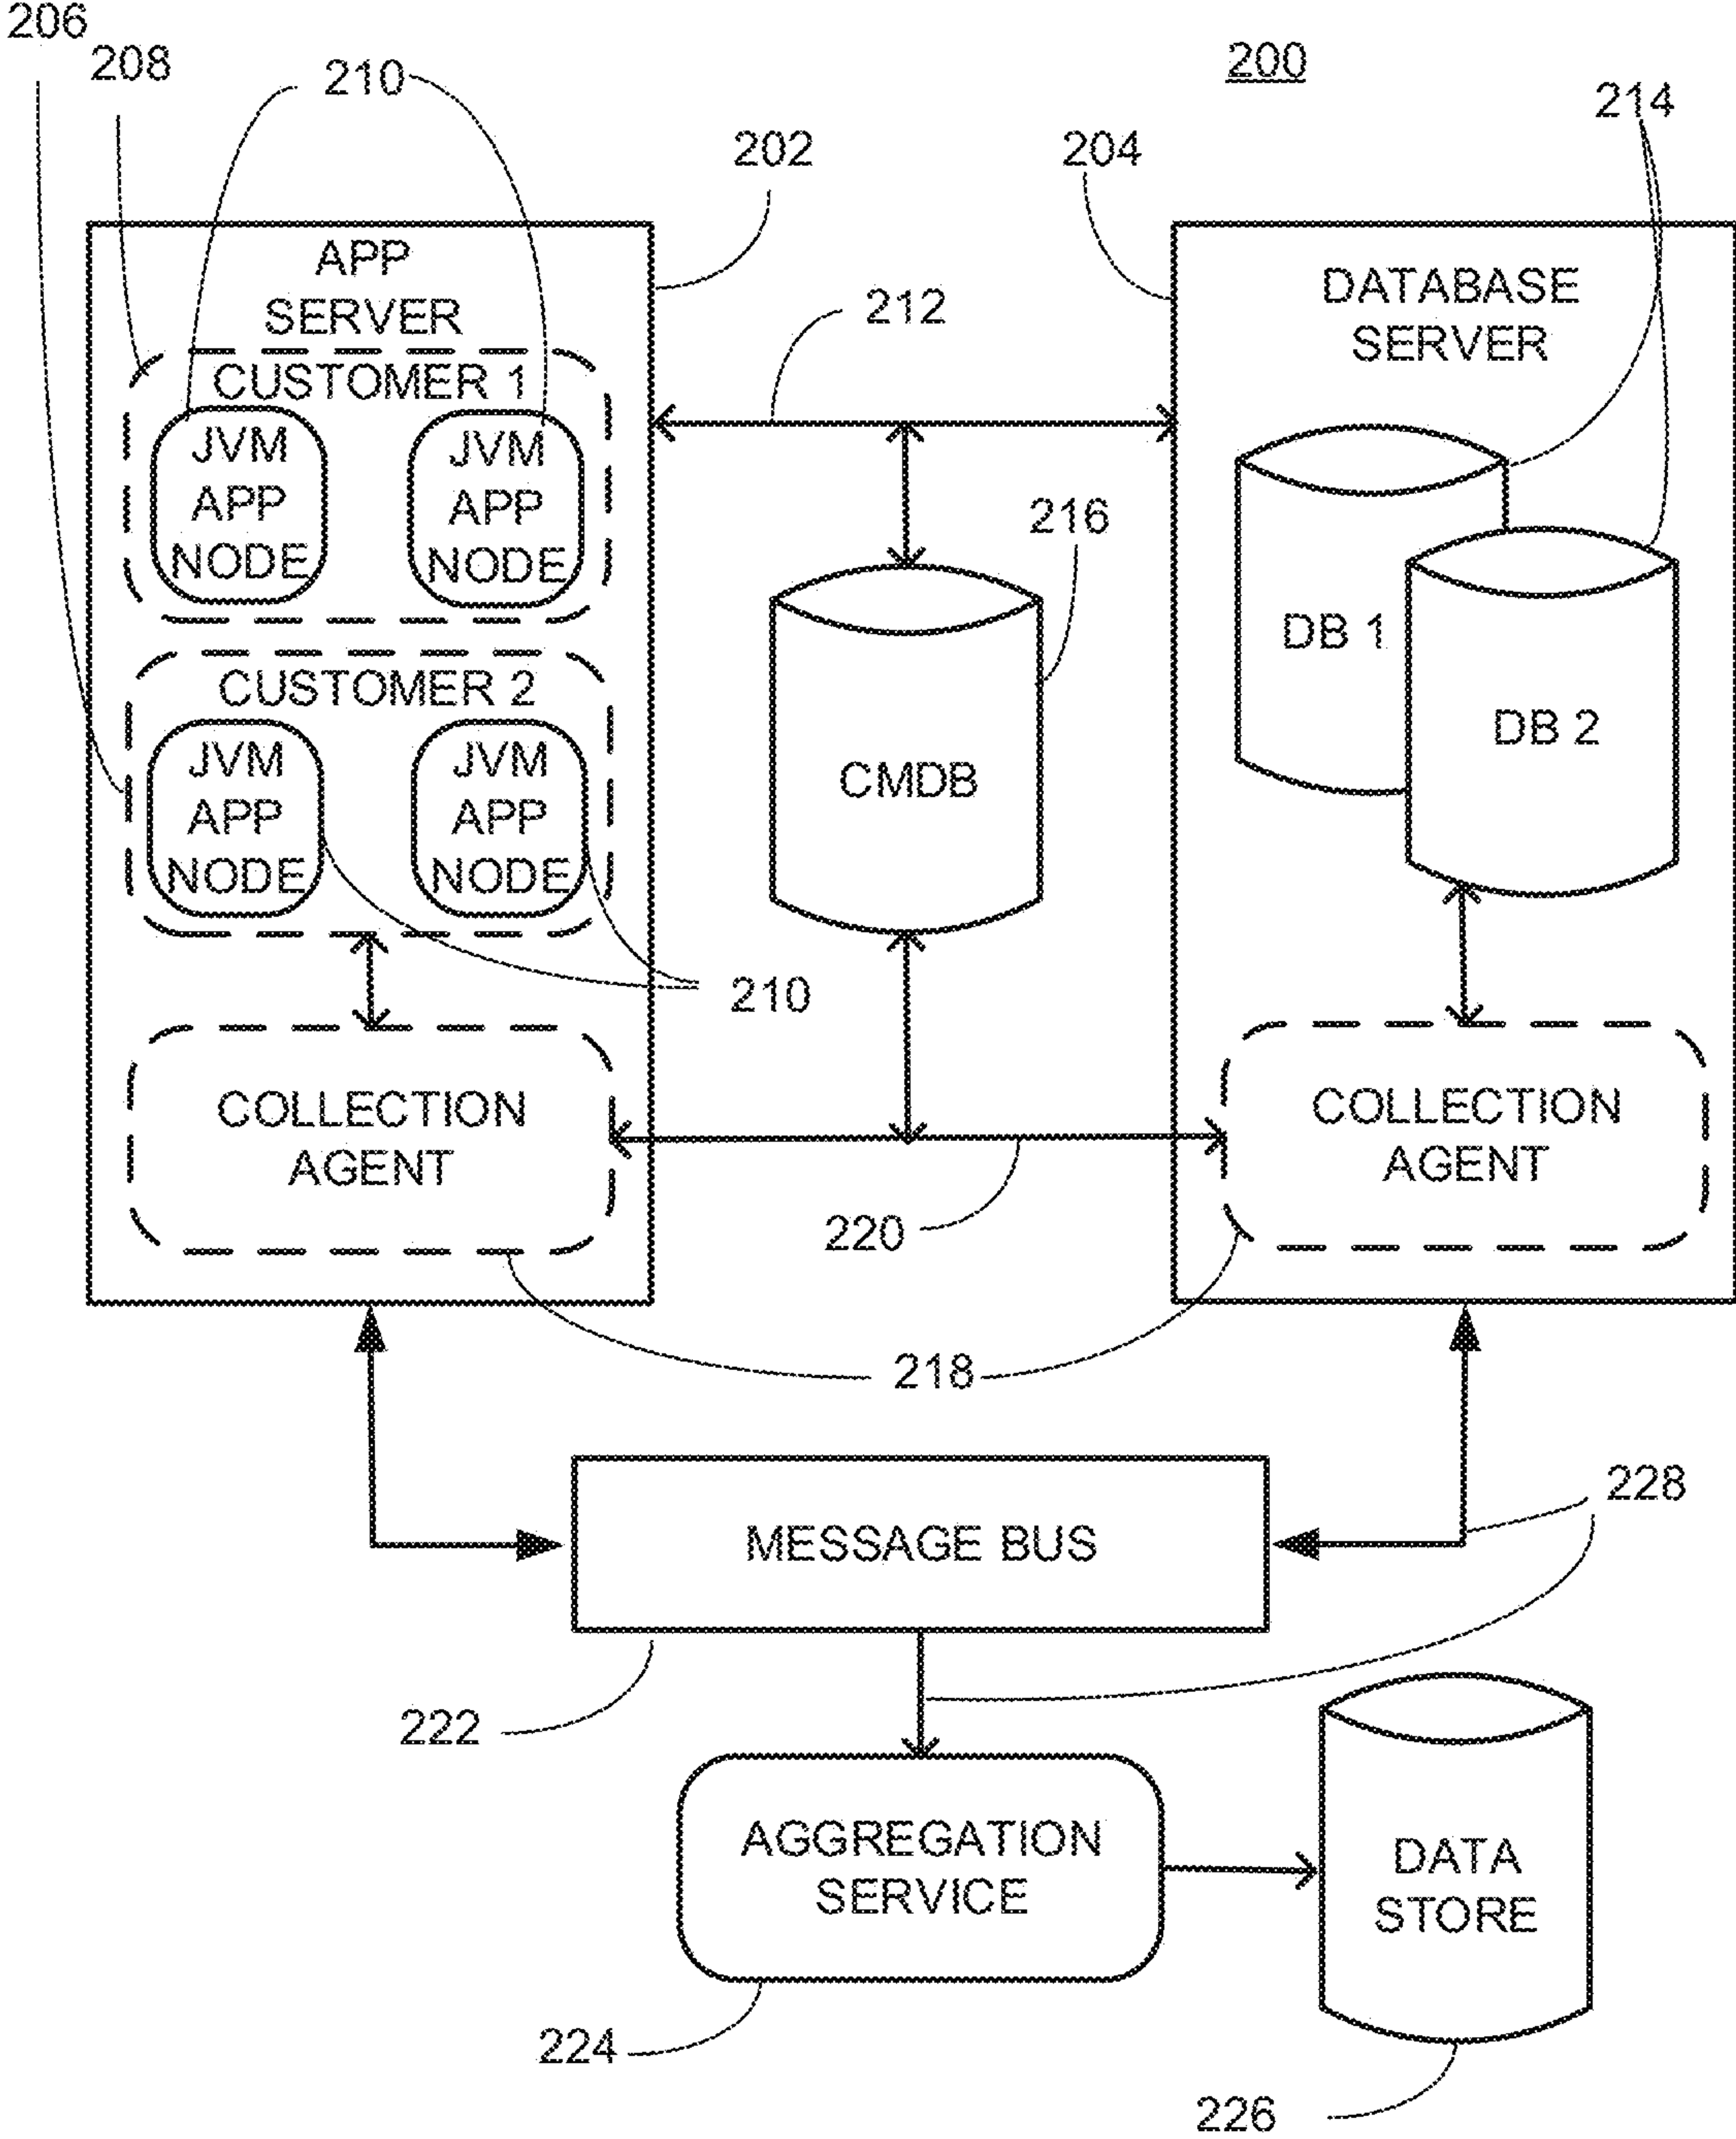 206
208
210
200
214
202
204
APP
SERVER
212
DATABASE
SERVER
CUSTOMER 1
JVM
APP
NODE
JVM
APP
NODE
216
DB 1
CUSTOMER 2
JVM
APP
NODE
JVM
APP
NODE
CMDB
DB 2
210
COLLECTION
AGENT
COLLECTION
AGENT
220
218
228
MESSAGE BUS
222
AGGREGATION
SERVICE
DATA
STORE
224
226